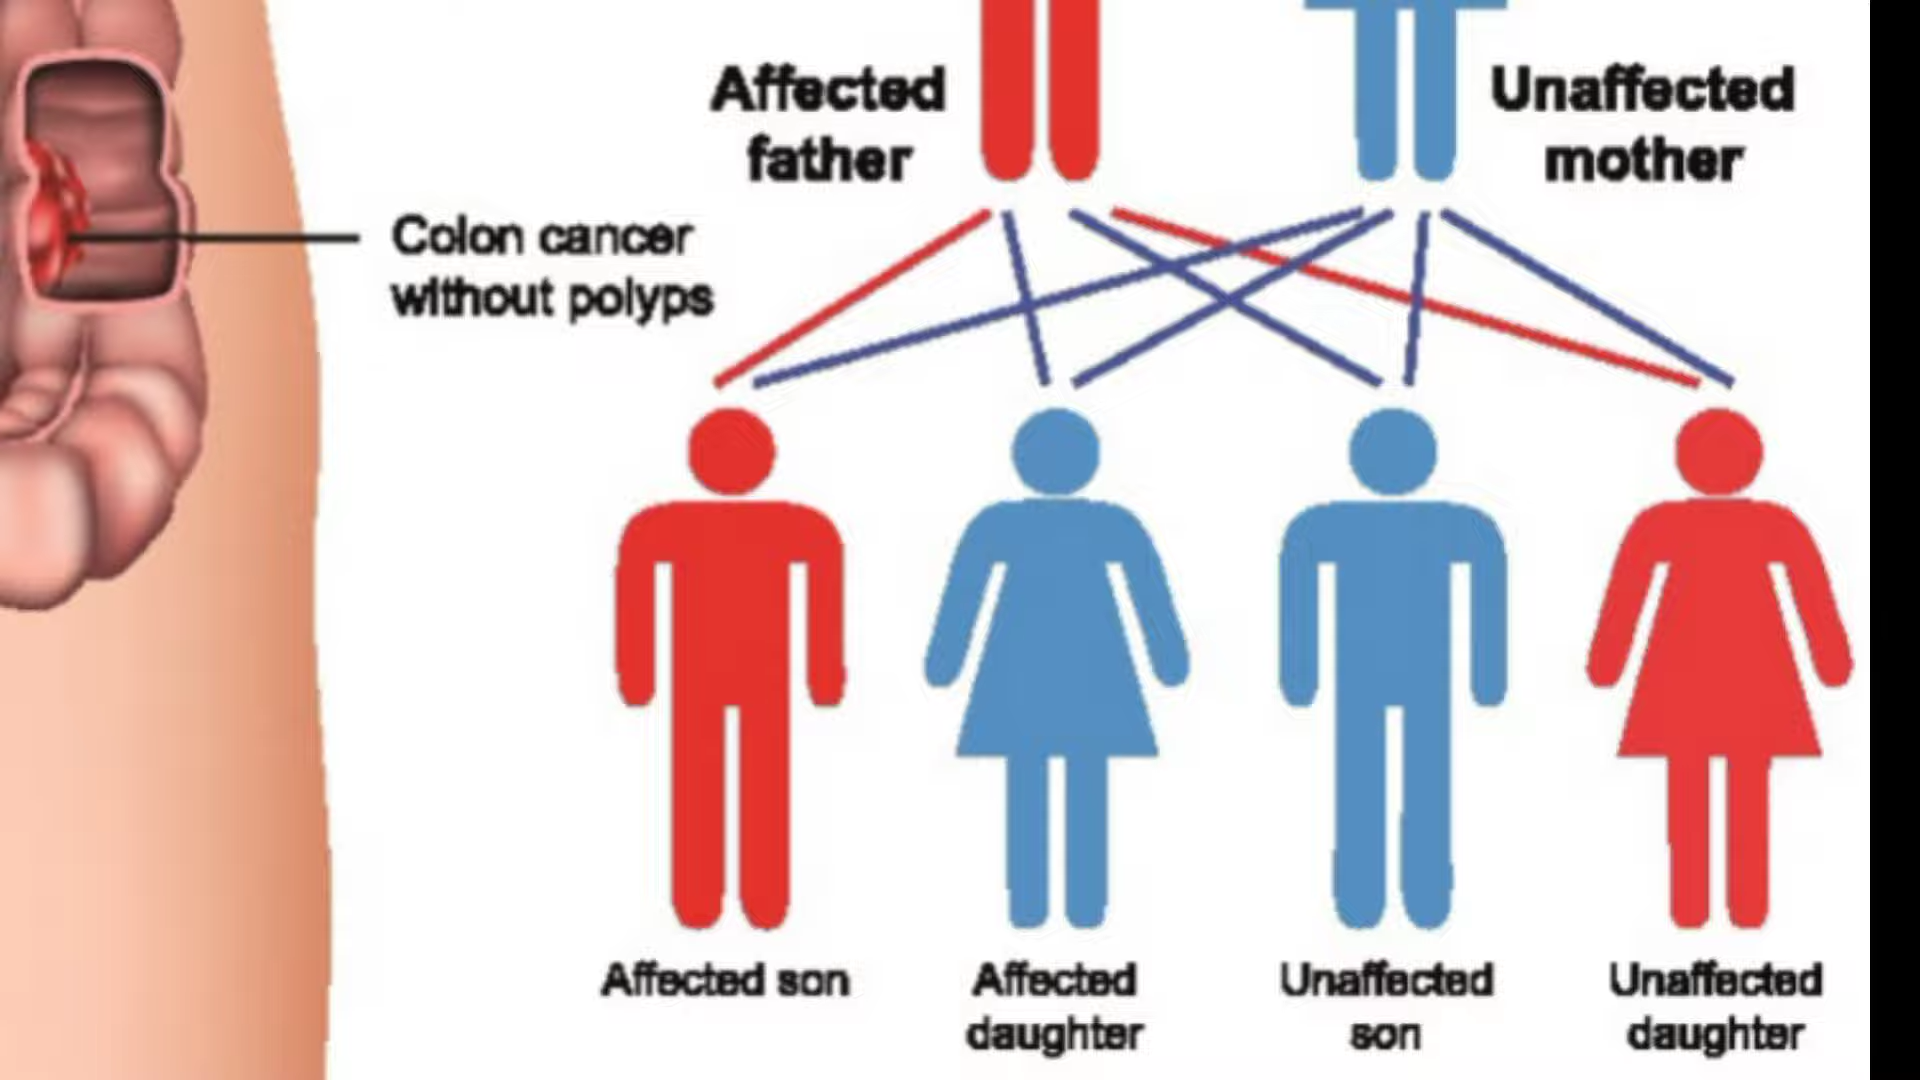 Affected
father
Unaffected
mother
Colon cancer
without polyps
Affected son
Affected
daughter
Unaffected
son
Unaffected
daughter